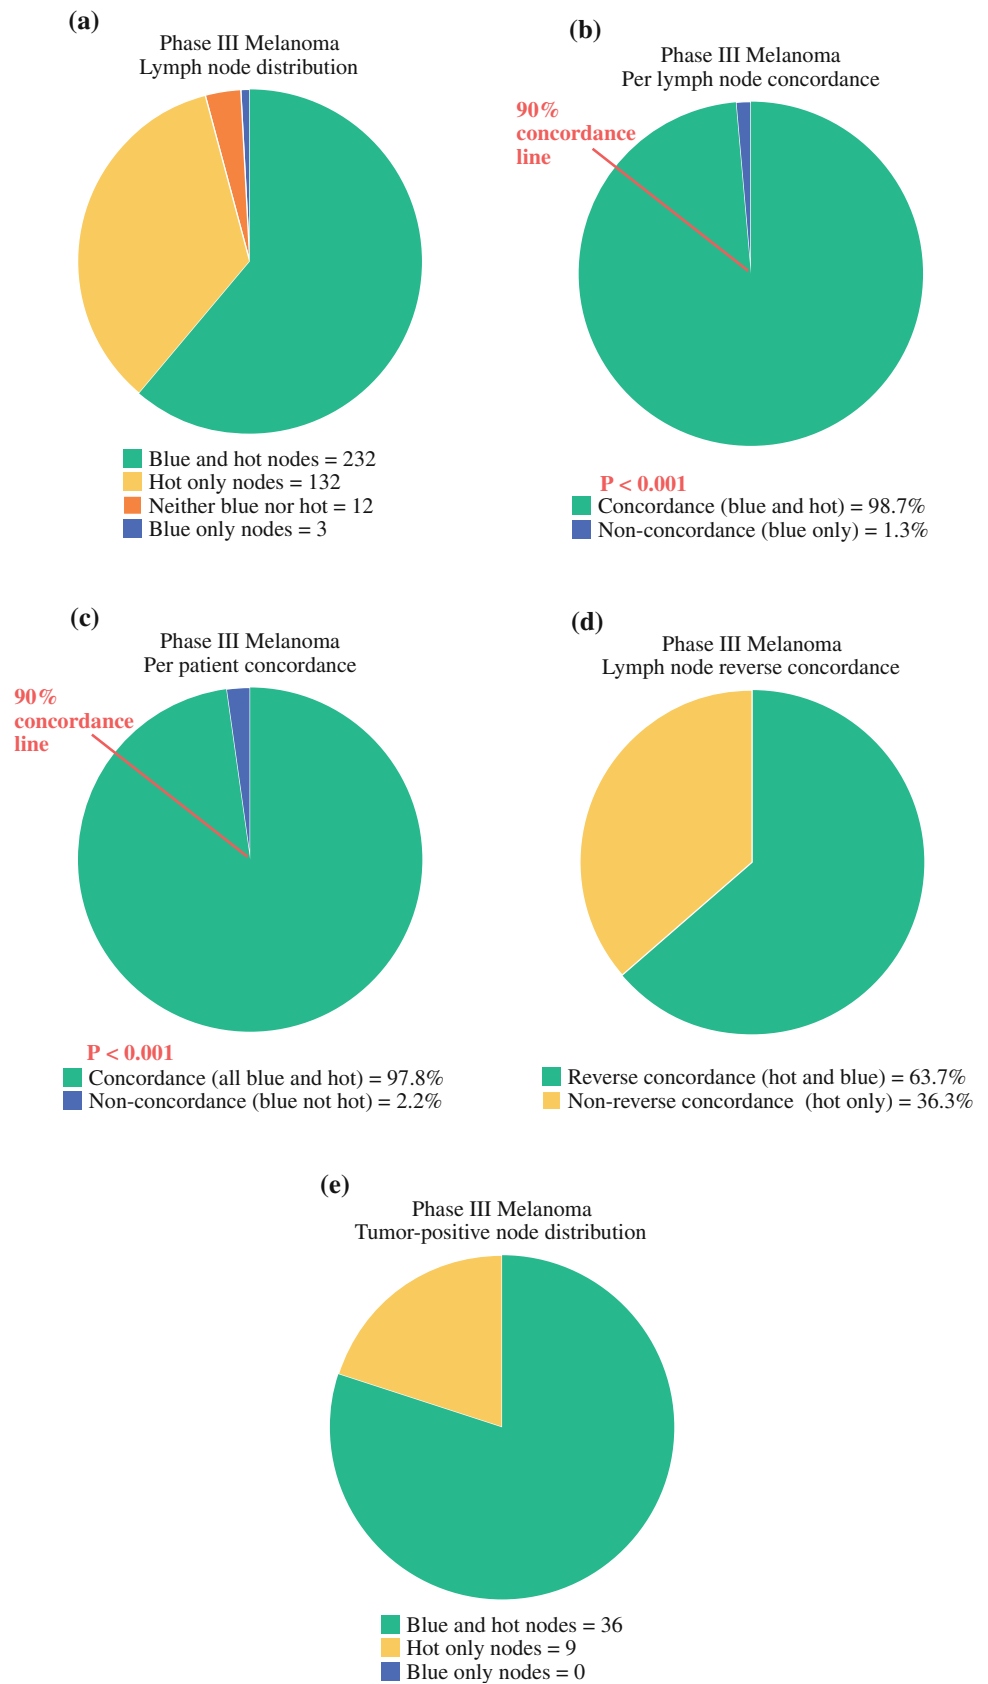 (a)
Phase III Melanoma
Lymph node distribution
Blue and hot nodes = 232
Hot only nodes = 132
Neither blue nor hot = 12
Blue only nodes = 3
(b)
Phase III Melanoma
Per lymph node concordance
90%
concordance
line
P < 0.001
Concordance (blue and hot) = 98.7%
Non-concordance (blue only) = 1.3%
(c)
Phase III Melanoma
Per patient concordance
90%
concordance
line
P < 0.001
Concordance (all blue and hot) = 97.8%
Non-concordance (blue not hot) = 2.2%
(d)
Phase III Melanoma
Lymph node reverse concordance
Reverse concordance (hot and blue) = 63.7%
Non-reverse concordance (hot only) = 36.3%
(e)
Phase III Melanoma
Tumor-positive node distribution
Blue and hot nodes = 36
Hot only nodes = 9
Blue only nodes = 0